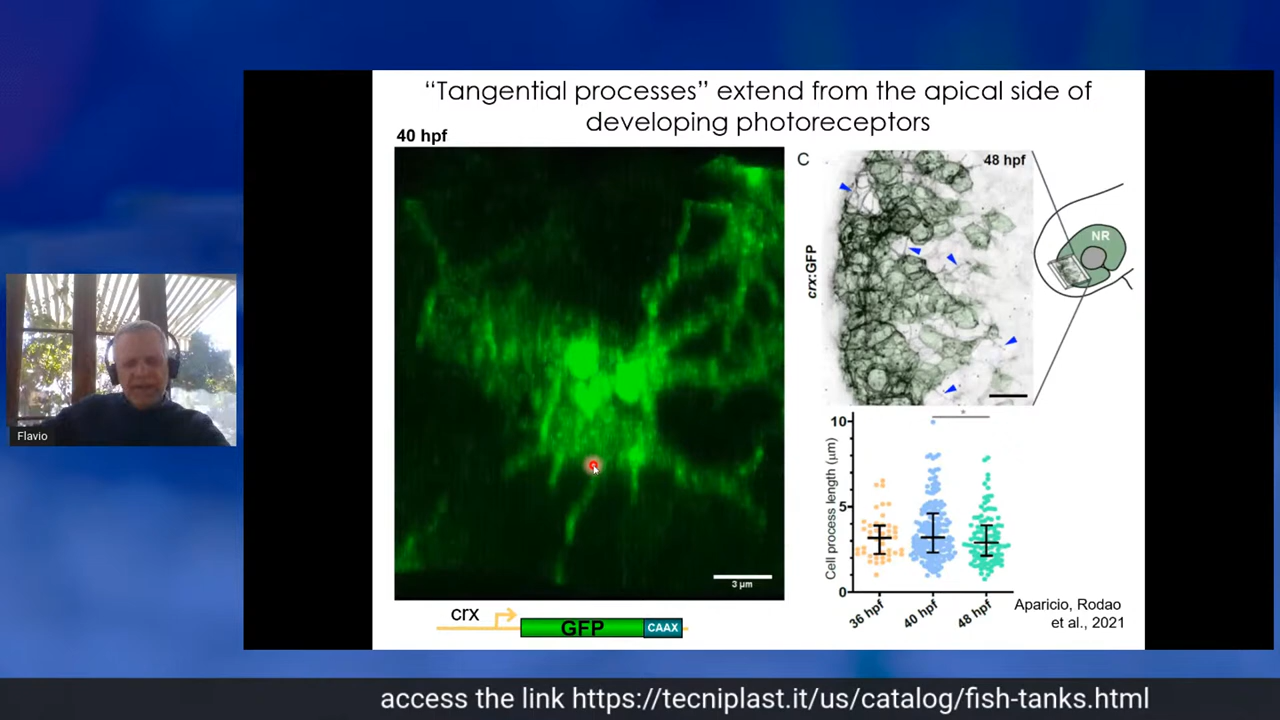 “Tangential processes” extend from the apical side of
developing photoreceptors
40 hpf
3 µm
crx
GFP
CAAX
C
48 hpf
crx:GFP
NR
Cell process length (µm)
10
5
0
36 hpf
40 hpf
48 hpf
*
Aparicio, Rodao
et al., 2021
Flavio
access the link https://tecniplast.it/us/catalog/fish-tanks.html